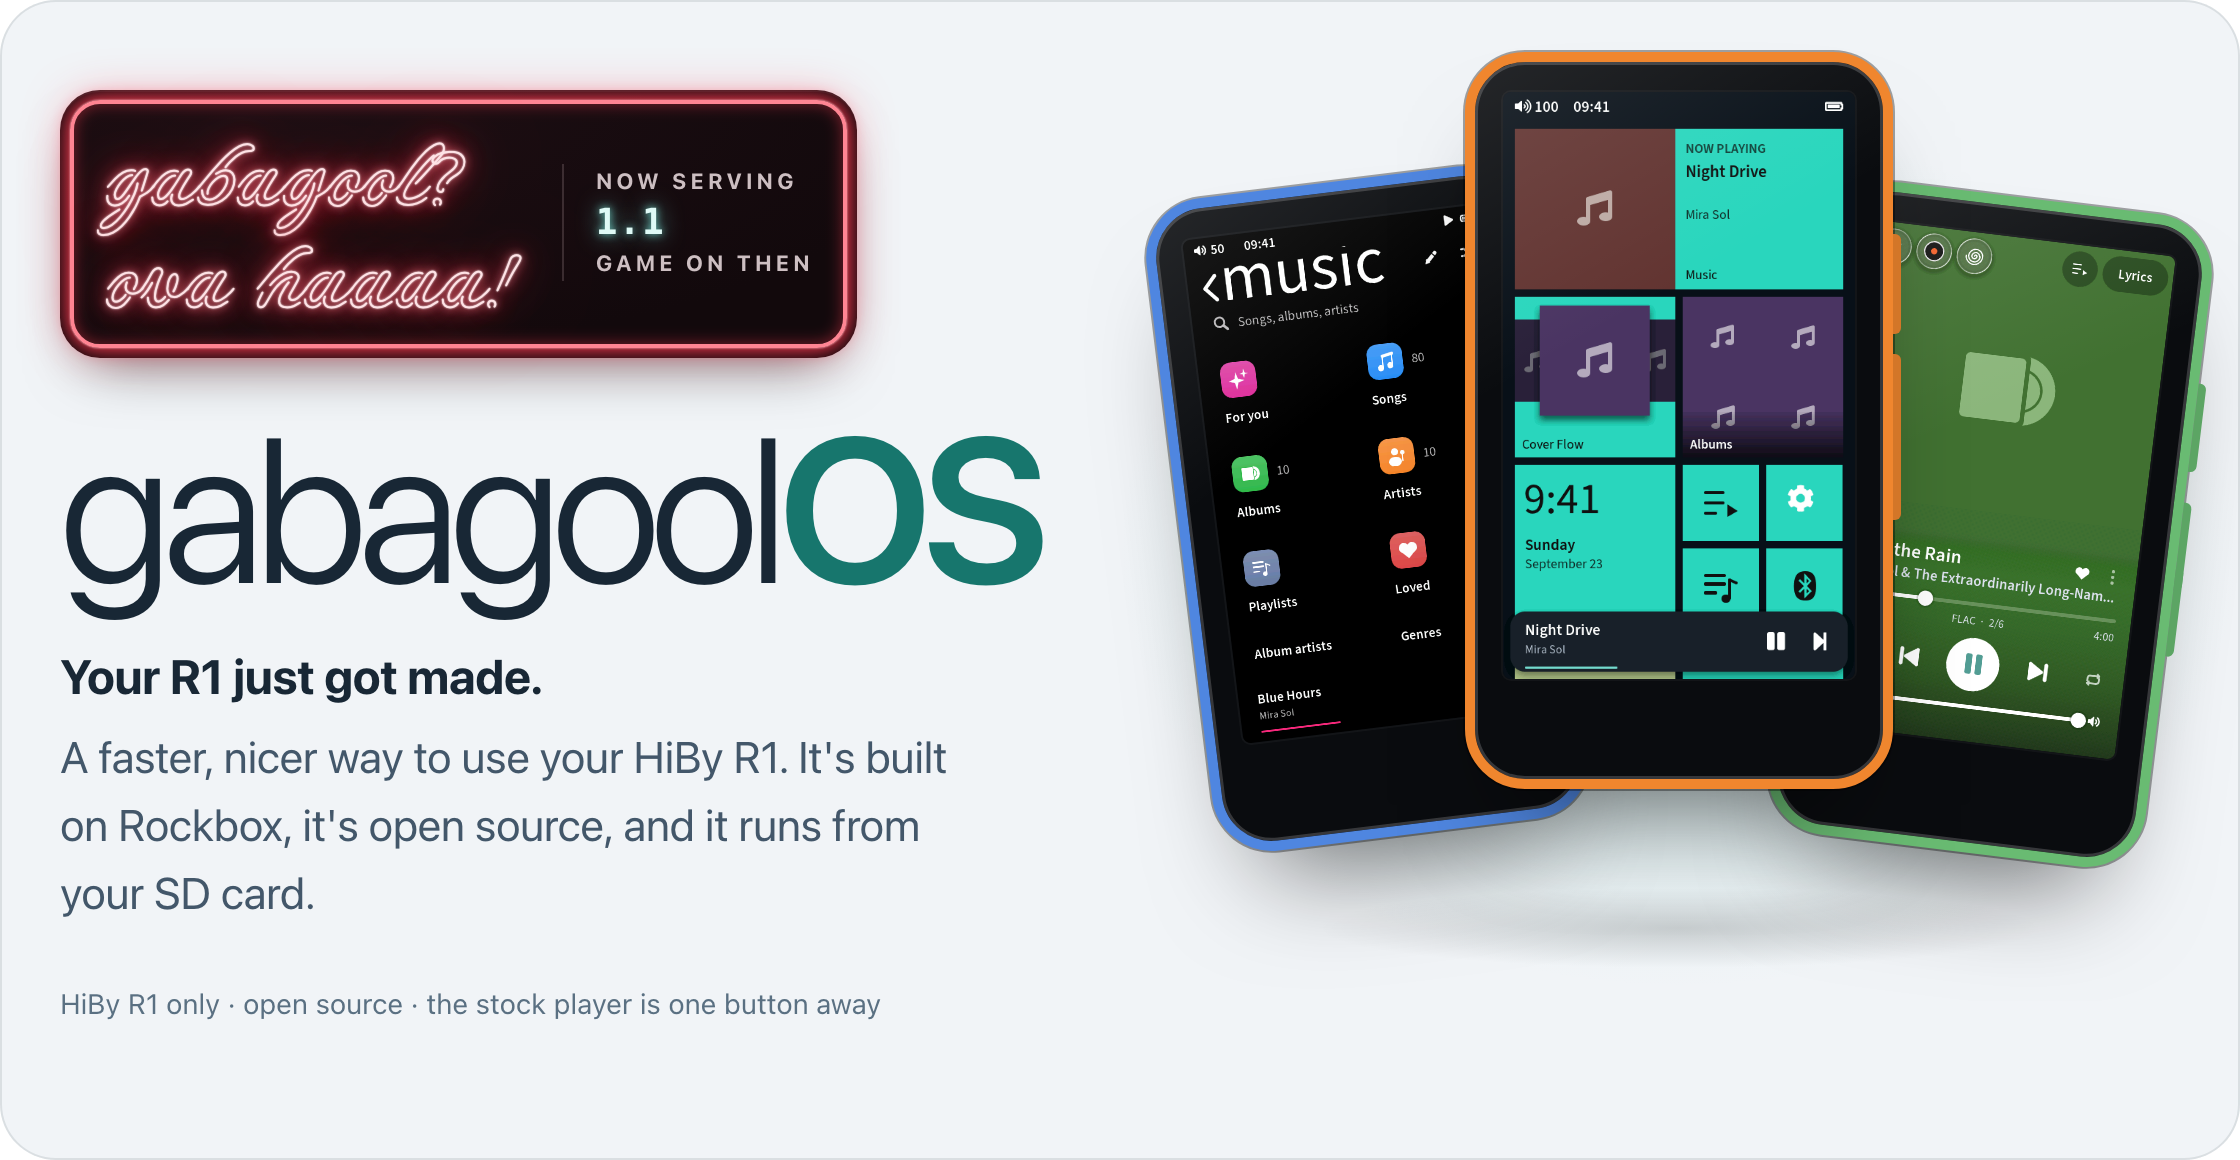 gabagool?
ova haaaa!
NOW SERVING
1.1
GAME ON THEN
gabagoolOS
Your R1 just got made.
A faster, nicer way to use your HiBy R1. It's built
on Rockbox, it's open source, and it runs from
your SD card.
HiBy R1 only · open source · the stock player is one button away
50 09:41
music
Songs, albums, artists
For you
80
Songs
10
Albums
10
Artists
Playlists
Loved
Album artists
Genres
Blue Hours
Mira Sol
100 09:41
NOW PLAYING
Night Drive
Mira Sol
Music
Cover Flow
Albums
9:41
Sunday
September 23
Night Drive
Mira Sol
Lyrics
the Rain
& The Extraordinarily Long-Nam...
FLAC · 2/6
4:00